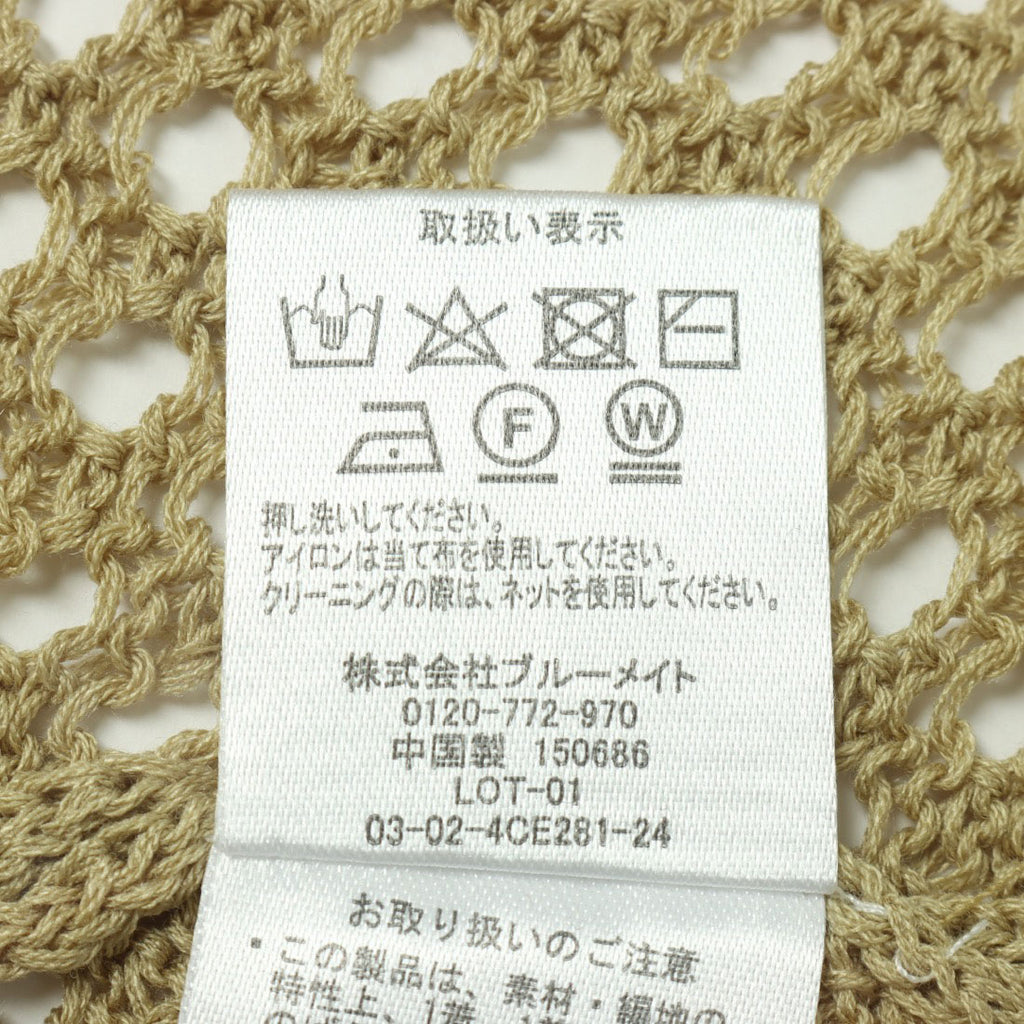 取扱い表示
F W
押し洗いしてください。
アイロンは当て布を使用してください。
クリーニングの際は、ネットを使用してください。
株式会社ブルーメイト
0120-772-970
中国製 150686
LOT-01
03-02-4CE281-24
お取り扱いのご注意
・この製品は、素材・編地の
特性上、1着